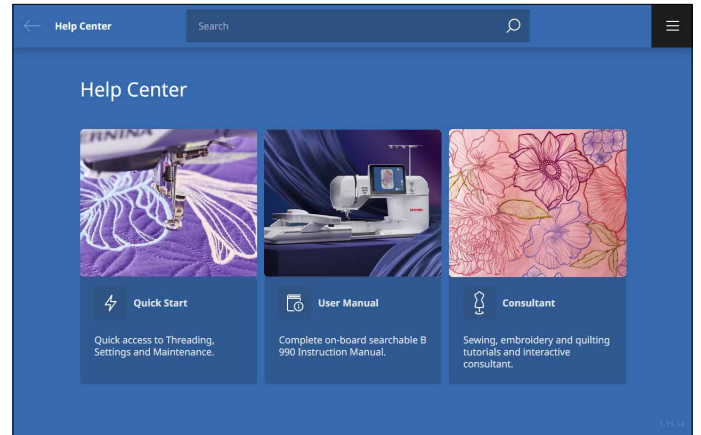 Help Center
Search
Help Center
BERNINA
Quick Start
User Manual
Consultant
Quick access to Threading,
Settings and Maintenance.
Complete on-board searchable B
990 Instruction Manual.
Sewing, embroidery and quilting
tutorials and interactive
consultant.